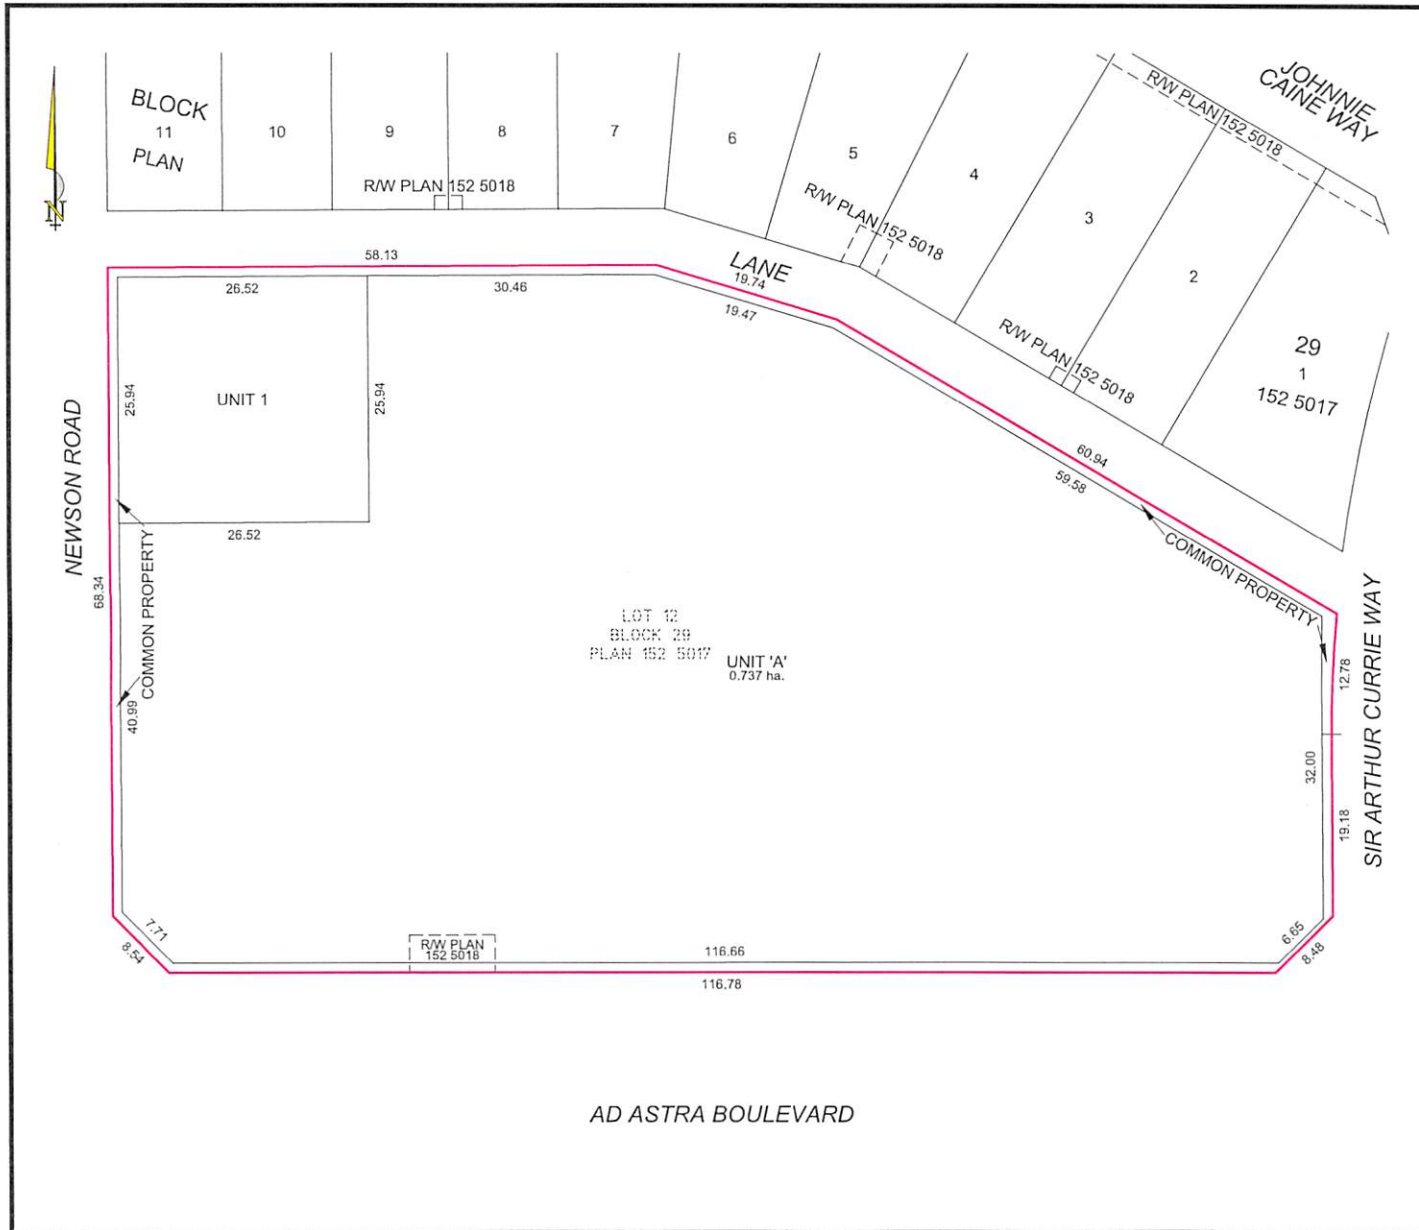 JOHNNIE
CAINE WAY
R/W PLAN 152 5018
BLOCK
11
PLAN
10
9
8
7
6
5
4
3
2
29
1
152 5017
R/W PLAN 152 5018
R/W PLAN 152 5018
R/W PLAN 152 5018
N
58.13
LANE
19.74
26.52
30.46
19.47
25.94
UNIT 1
25.94
NEWSON ROAD
60.94
59.58
26.52
COMMON PROPERTY
COMMON PROPERTY
68.34
LOT 12
BLOCK 29
PLAN 152 5017
UNIT 'A'
0.737 ha.
40.99
12.78
SIR ARTHUR CURRIE WAY
32.00
19.18
7.71
8.54
R/W PLAN
152 5018
116.66
116.78
6.65
8.48
AD ASTRA BOULEVARD